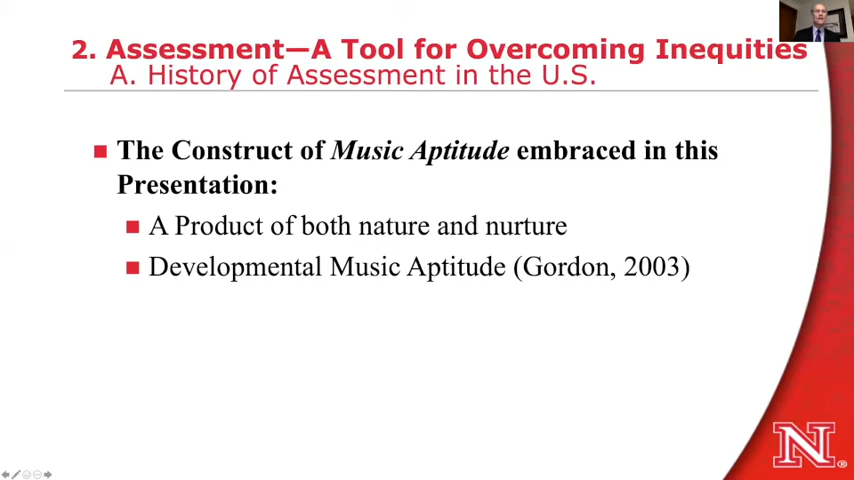 2. Assessment—A Tool for Overcoming Inequities
A. History of Assessment in the U.S.
The Construct of Music Aptitude embraced in this
Presentation:
A Product of both nature and nurture
Developmental Music Aptitude (Gordon, 2003)
N®